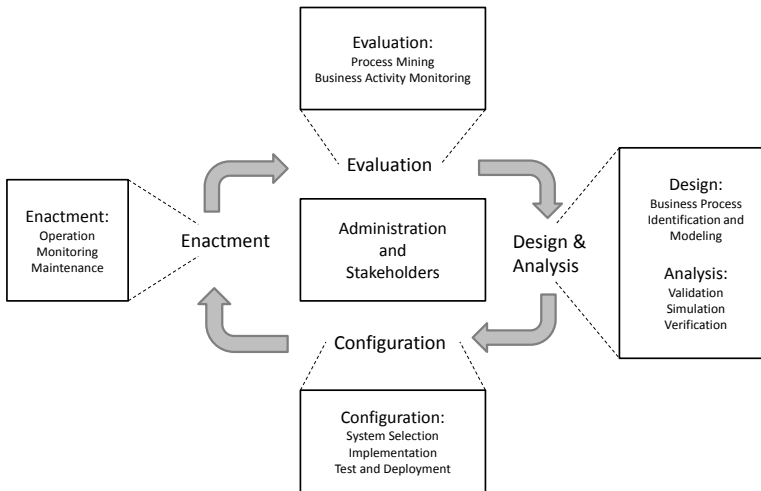 Evaluation:
Process Mining
Business Activity Monitoring
Evaluation
Enactment:
Operation
Monitoring
Maintenance
Enactment
Administration
and
Stakeholders
Design &
Analysis
Design:
Business Process
Identification and
Modeling
Analysis:
Validation
Simulation
Verification
Configuration
Configuration:
System Selection
Implementation
Test and Deployment